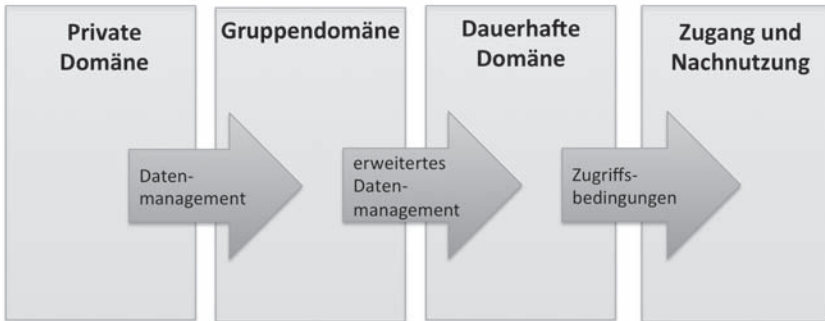 Private
Domäne
Gruppendomäne
Dauerhafte
Domäne
Zugang und
Nachnutzung
Daten-
management
erweitertes
Daten-
management
Zugriffs-
bedingungen